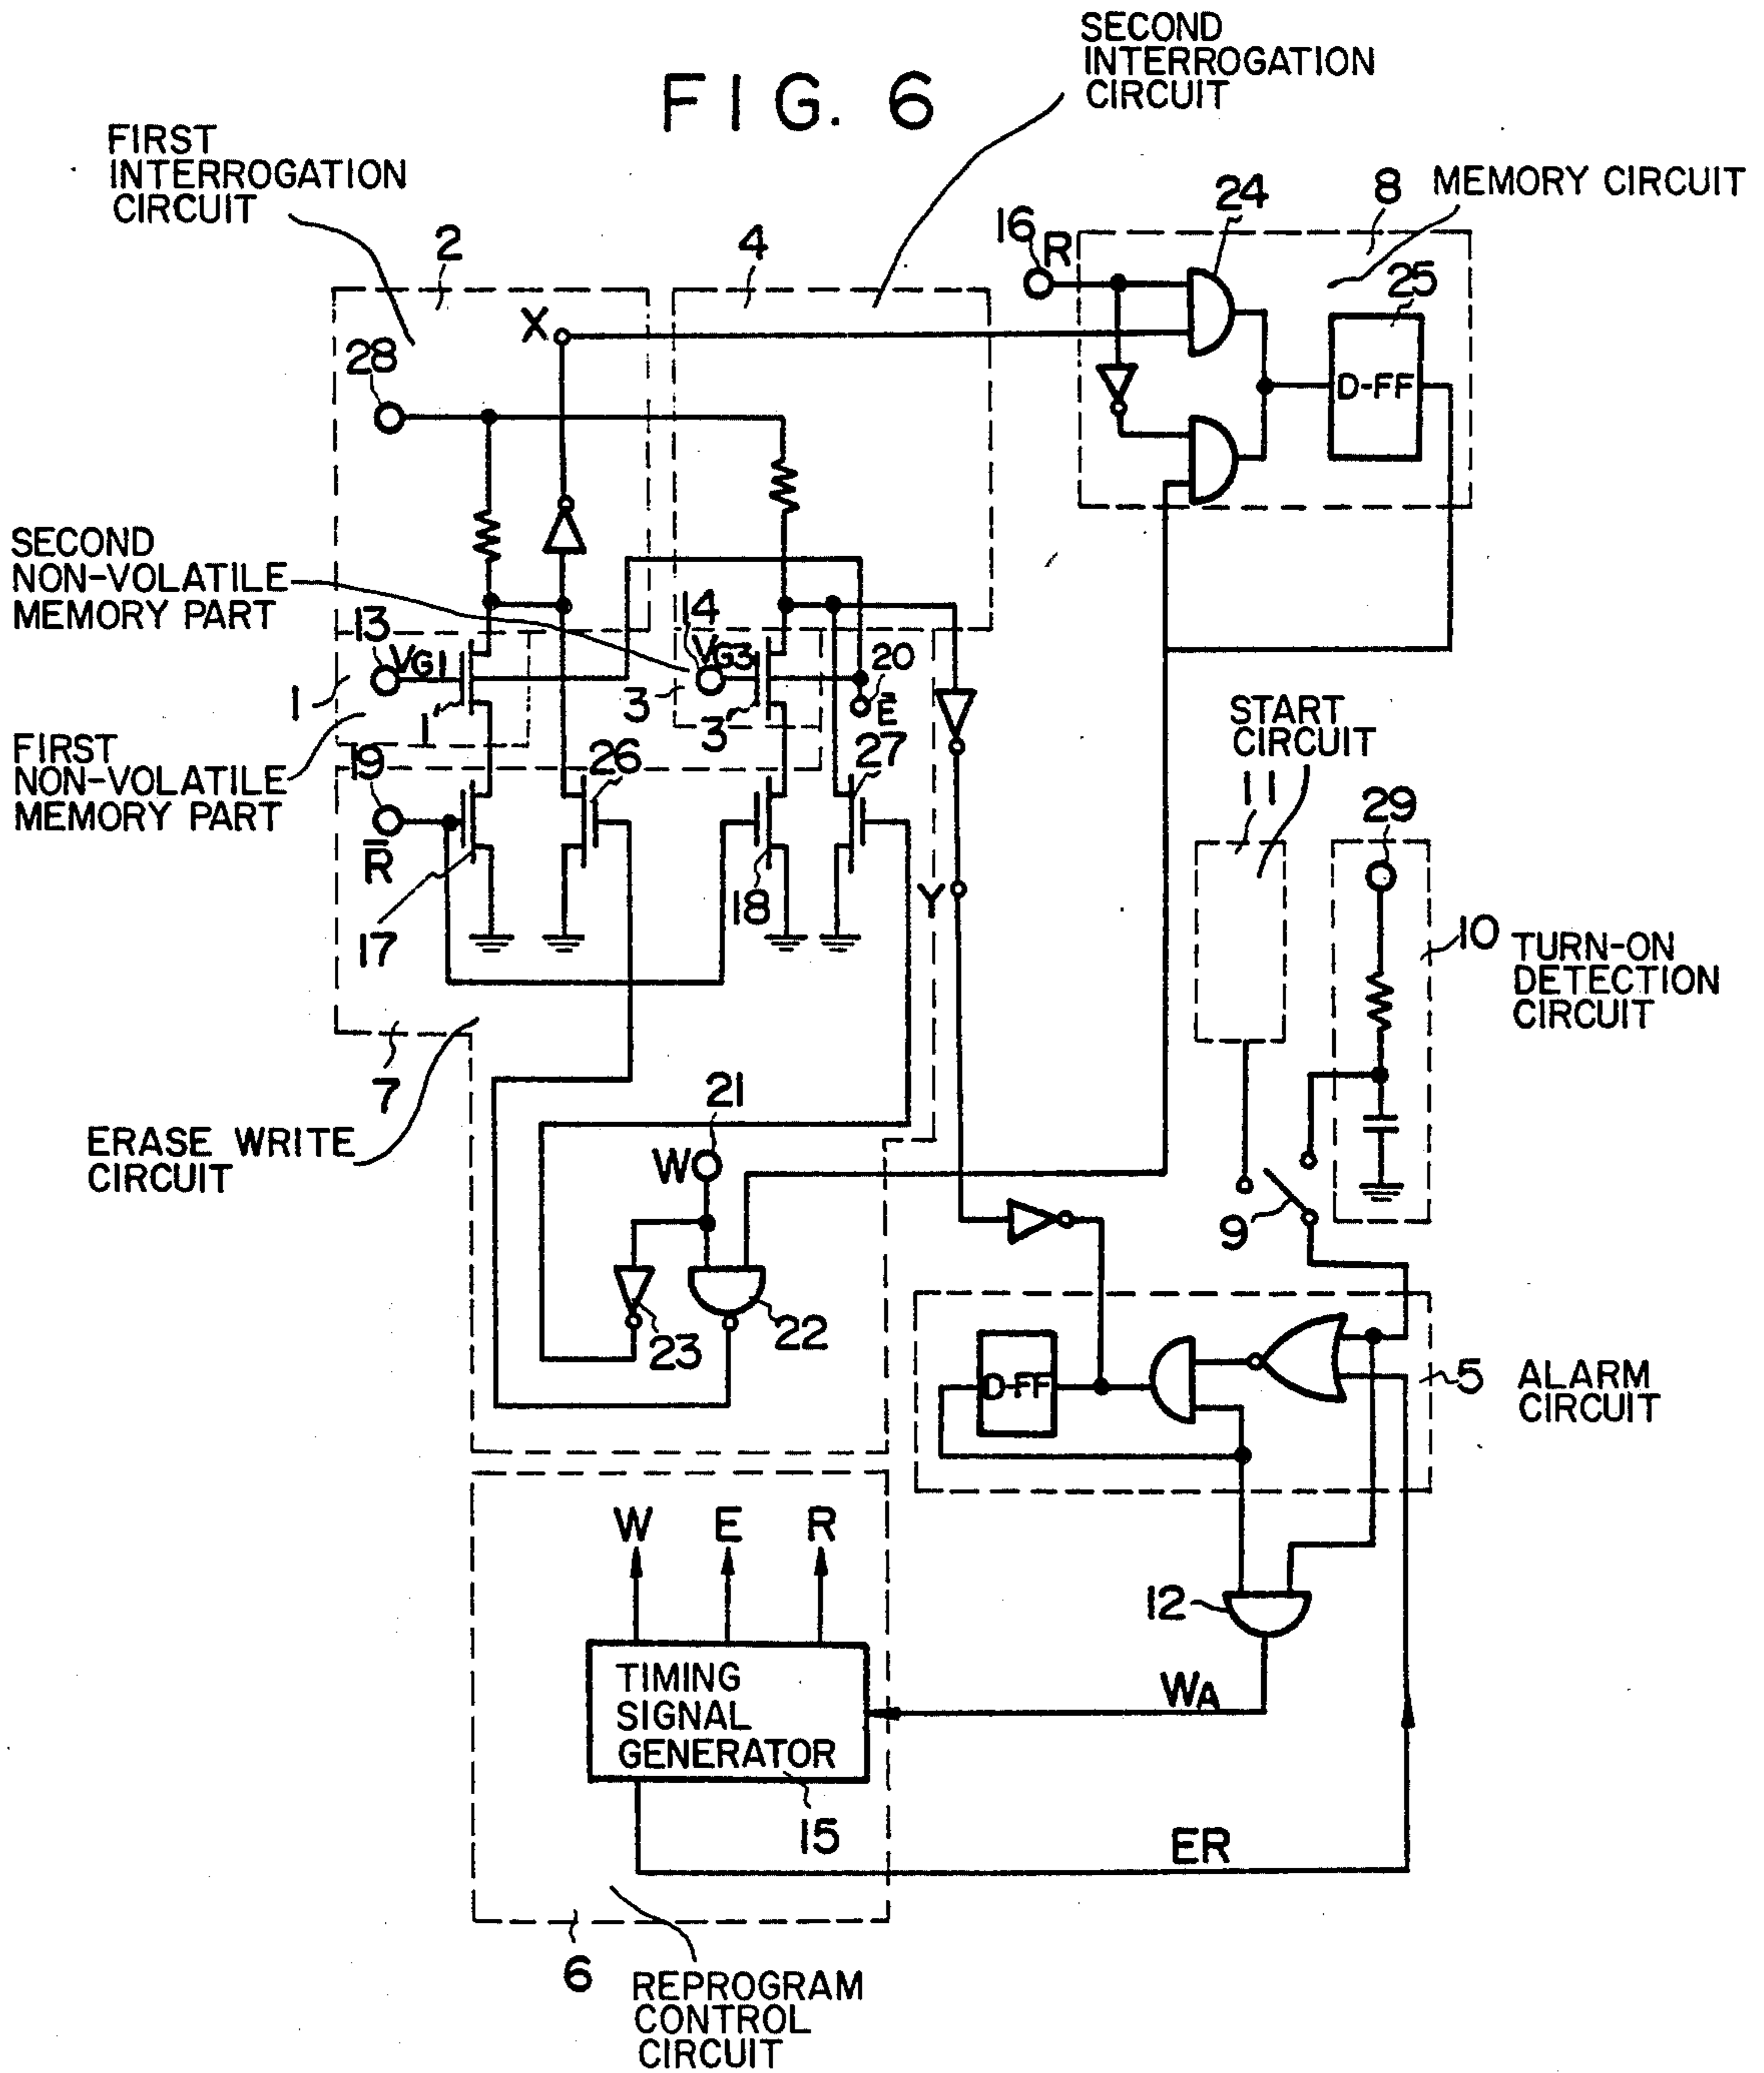 FIG. 6
SECOND
INTERROGATION
CIRCUIT
FIRST
INTERROGATION
CIRCUIT
2
4
16
R
24
8
MEMORY CIRCUIT
25
D-FF
X
28
SECOND
NON-VOLATILE
MEMORY PART
13
VG1
1
1
14
VG3
3
3
20
E
FIRST
NON-VOLATILE
MEMORY PART
19
R̅
17
26
18
27
Y
START
CIRCUIT
11
29
10
TURN-ON
DETECTION
CIRCUIT
7
ERASE WRITE
CIRCUIT
21
W
23
22
9
D-FF
5
ALARM
CIRCUIT
W E R
12
WA
TIMING
SIGNAL
GENERATOR
15
ER
6
REPROGRAM
CONTROL
CIRCUIT